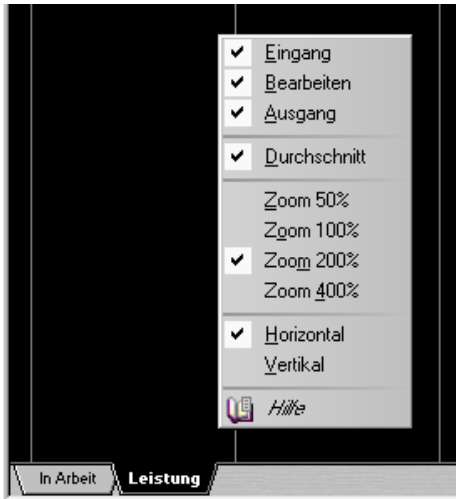 Eingang
Bearbeiten
Ausgang
Durchschnitt
Zoom 50%
Zoom 100%
Zoom 200%
Zoom 400%
Horizontal
Vertikal
Hilfe
In Arbeit Leistung